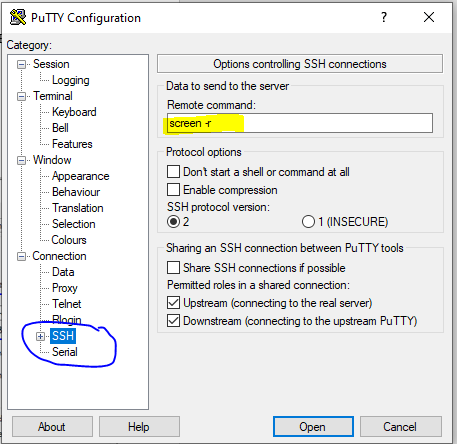 PuTTY Configuration
Category:
Session
Logging
Terminal
Keyboard
Bell
Features
Window
Appearance
Behaviour
Translation
Selection
Colours
Connection
Data
Proxy
Telnet
Rlogin
SSH
Serial
Options controlling SSH connections
Data to send to the server
Remote command:
screen -r
Protocol options
Don't start a shell or command at all
Enable compression
SSH protocol version:
2 1 (INSECURE)
Sharing an SSH connection between PuTTY tools
Share SSH connections if possible
Permitted roles in a shared connection:
Upstream (connecting to the real server)
Downstream (connecting to the upstream PuTTY)
About Help Open Cancel